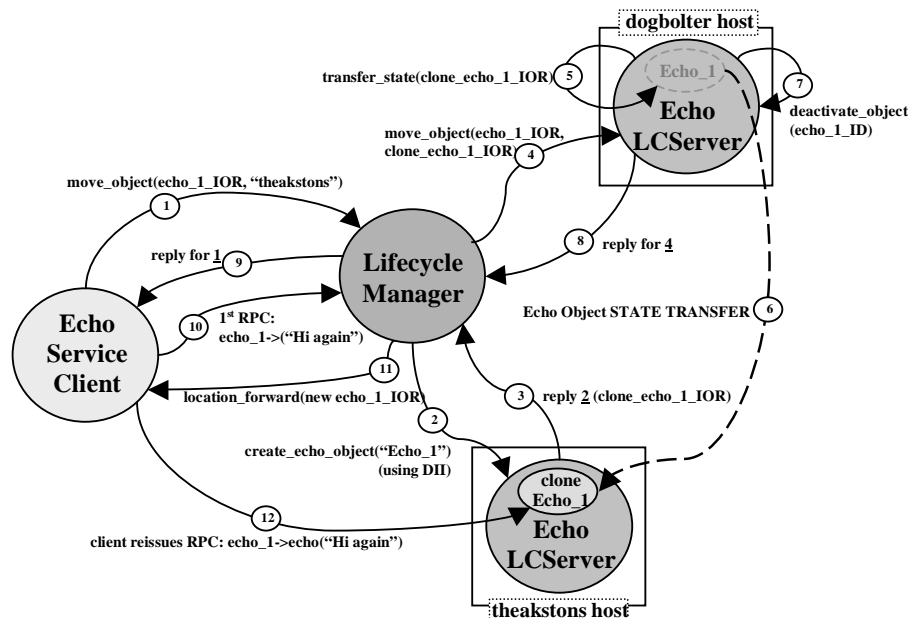 dogbolter host
Echo_1
5
7
transfer_state(clone_echo_1_IOR)
Echo
LCServer
deactivate_object
(echo_1_ID)
move_object(echo_1_IOR,
clone_echo_1_IOR)
4
move_object(echo_1_IOR, “theakstons”)
1
8
reply for 4
reply for 1
9
Lifecycle
Manager
Echo
Service
Client
10
1st RPC:
echo_1->(“Hi again”)
Echo Object STATE TRANSFER
6
11
location_forward(new echo_1_IOR)
3
reply 2 (clone_echo_1_IOR)
2
create_echo_object(“Echo_1”)
(using DII)
clone
Echo_1
12
Echo
LCServer
client reissues RPC: echo_1->echo(“Hi again”)
theakstons host